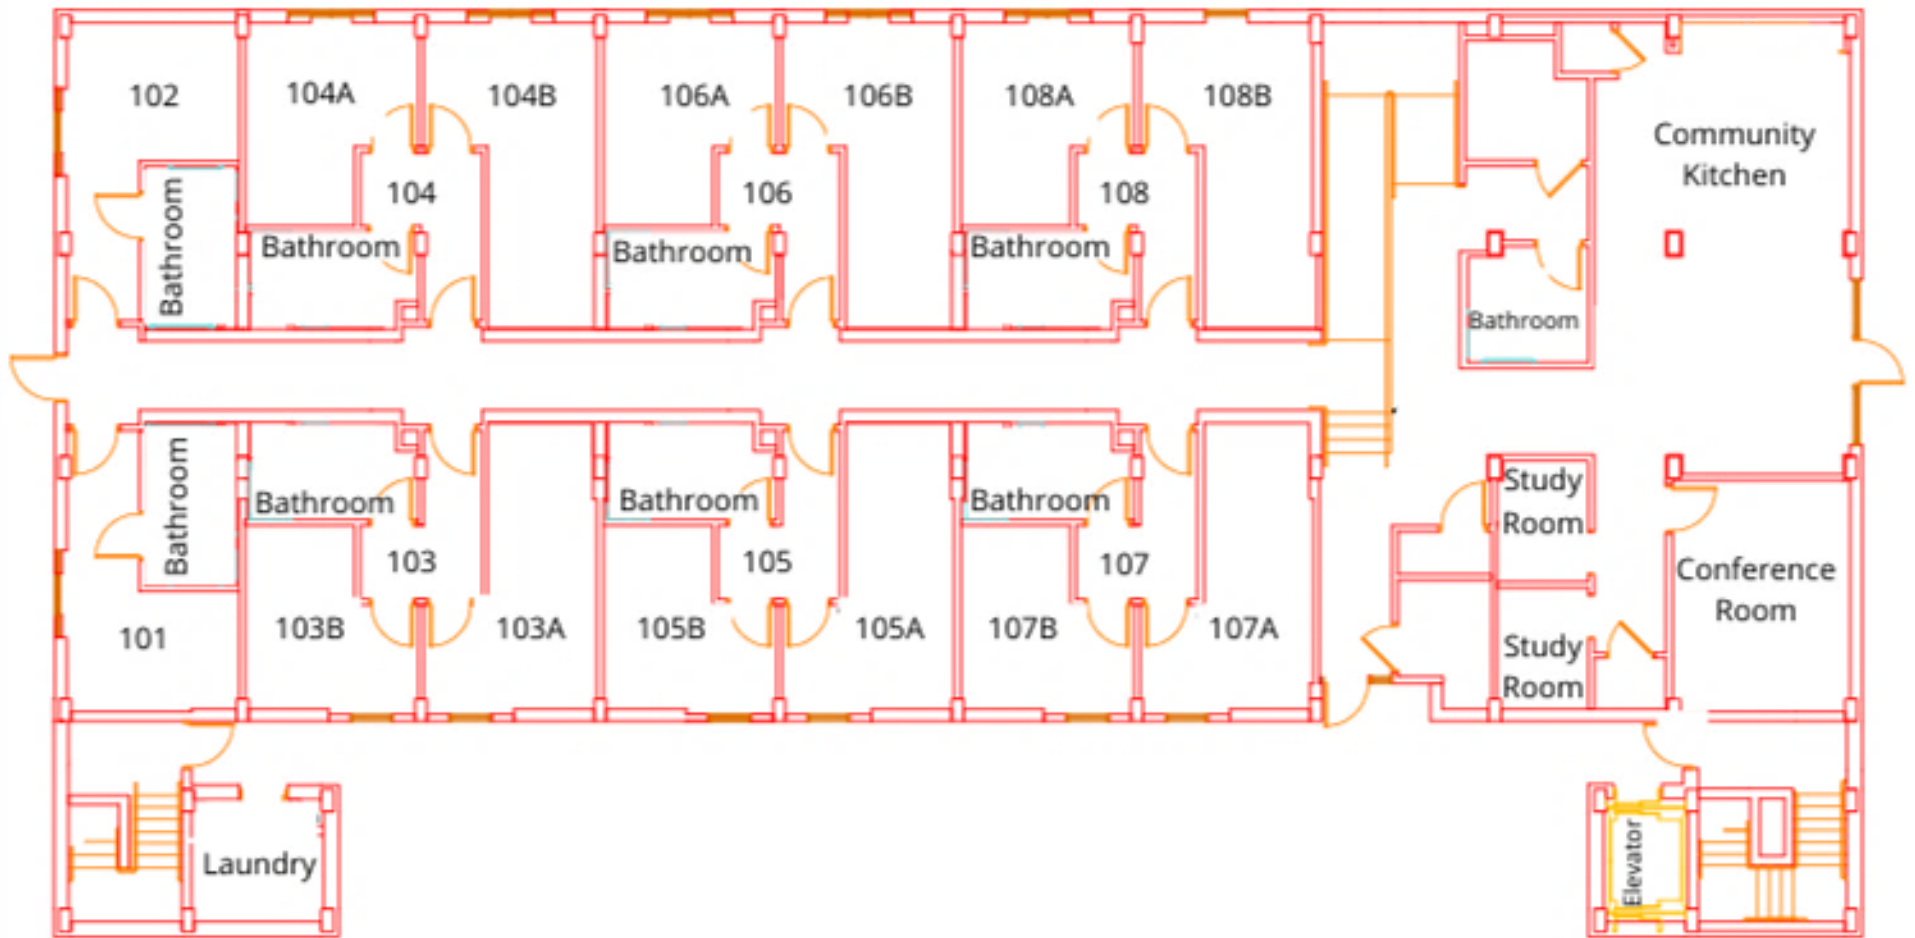 102
104A
104B
106A
106B
108A
108B
Community
Kitchen
104
106
108
Bathroom
Bathroom
Bathroom
Bathroom
Bathroom
Bathroom
Bathroom
Bathroom
Bathroom
Study
Room
103
105
107
Conference
Room
101
103B
103A
105B
105A
107B
107A
Study
Room
Laundry
Elevator